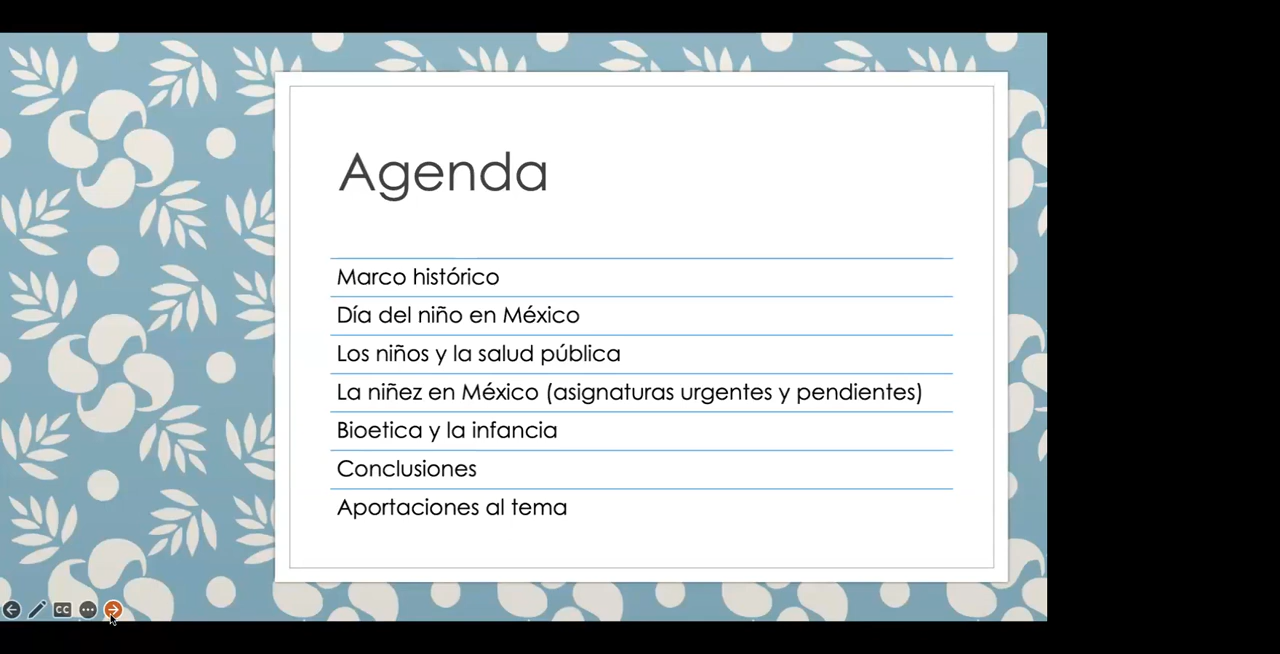 Agenda
Marco histórico
Día del niño en México
Los niños y la salud pública
La niñez en México (asignaturas urgentes y pendientes)
Bioetica y la infancia
Conclusiones
Aportaciones al tema
CC